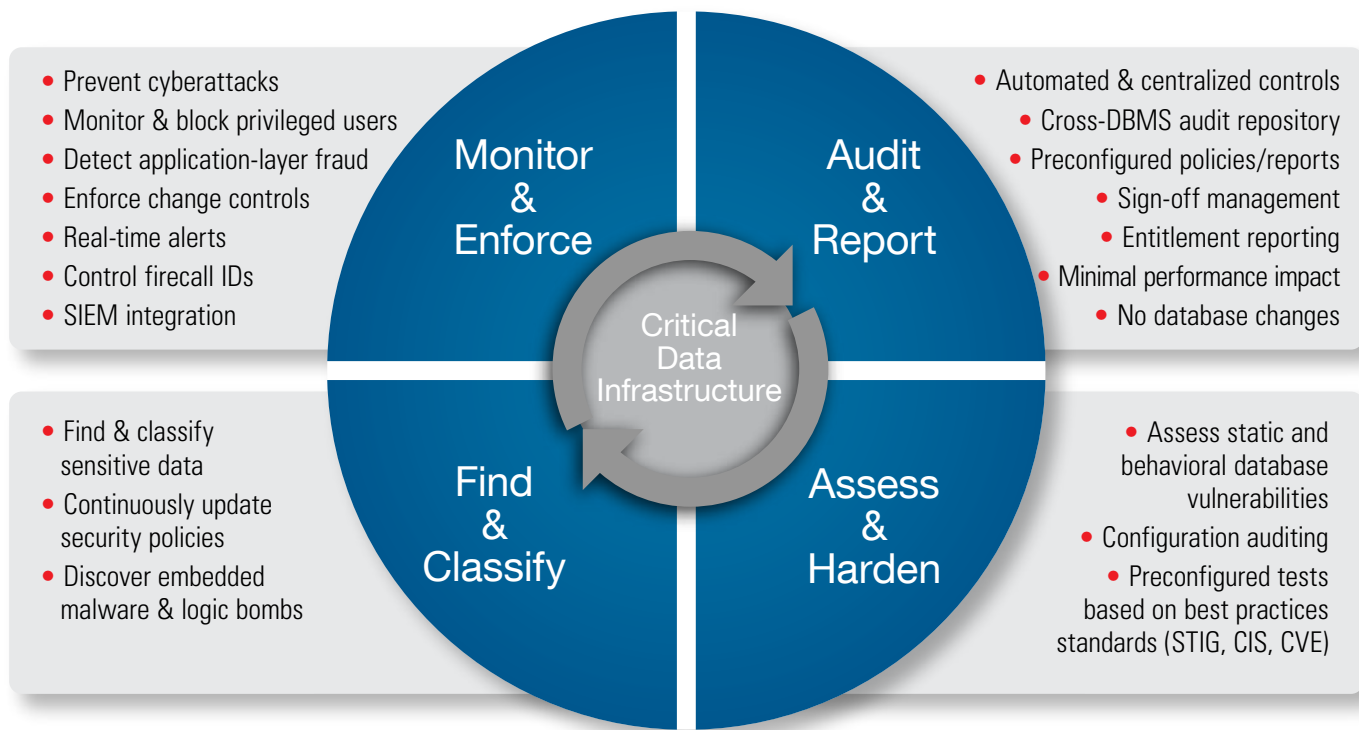 • Prevent cyberattacks
• Monitor & block privileged users
• Detect application-layer fraud
• Enforce change controls
• Real-time alerts
• Control firecall IDs
• SIEM integration
Monitor
&
Enforce
Audit
&
Report
• Automated & centralized controls
• Cross-DBMS audit repository
• Preconfigured policies/reports
• Sign-off management
• Entitlement reporting
• Minimal performance impact
• No database changes
Critical
Data
Infrastructure
• Find & classify
sensitive data
• Continuously update
security policies
• Discover embedded
malware & logic bombs
Find
&
Classify
Assess
&
Harden
• Assess static and
behavioral database
vulnerabilities
• Configuration auditing
• Preconfigured tests
based on best practices
standards (STIG, CIS, CVE)